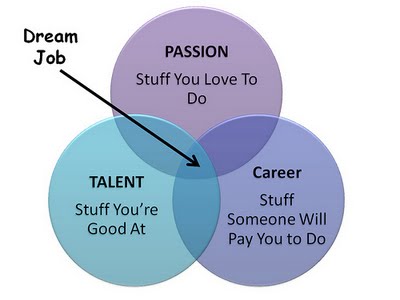 Dream
Job
PASSION
Stuff You Love To
Do
TALENT
Stuff You're
Good At
Career
Stuff
Someone Will
Pay You to Do